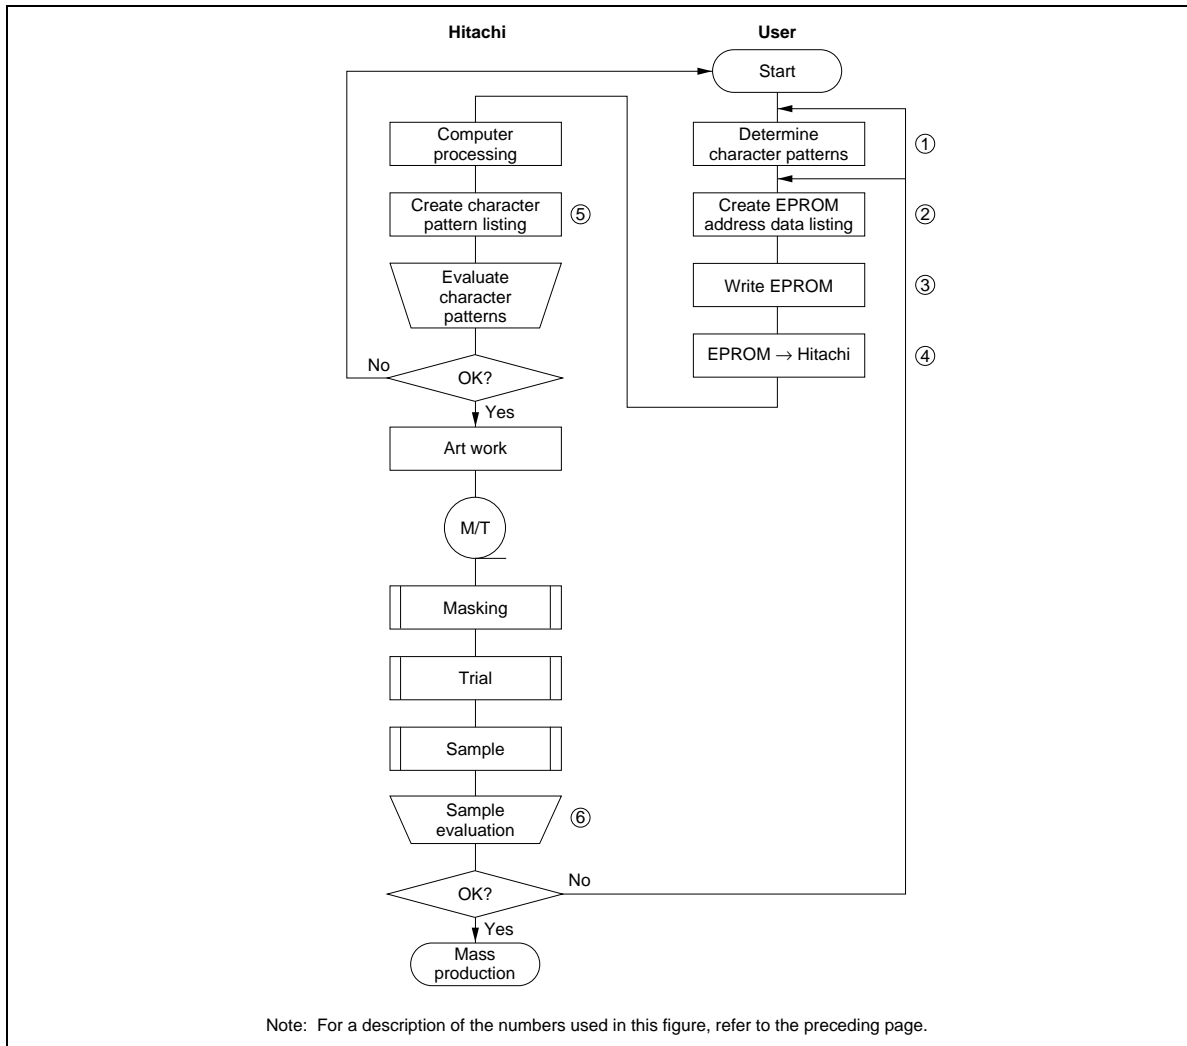 Hitachi
User
Start
Computer
processing
Determine
character patterns
①
Create character
pattern listing
⑤
Create EPROM
address data listing
②
Evaluate
character
patterns
Write EPROM
③
EPROM → Hitachi
④
No
OK?
Yes
Art work
M/T
Masking
Trial
Sample
Sample
evaluation
⑥
OK?
No
Yes
Mass
production
Note: For a description of the numbers used in this figure, refer to the preceding page.